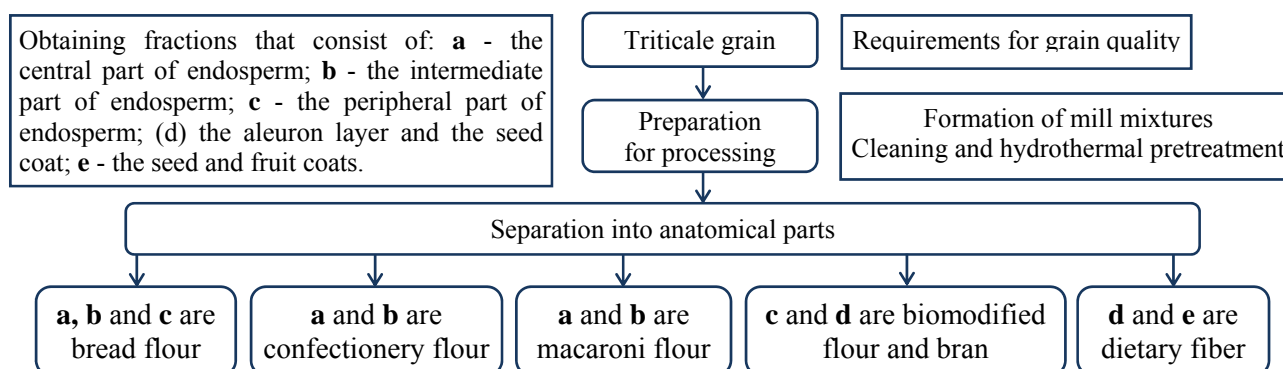 Obtaining fractions that consist of: a - the
central part of endosperm; b - the intermediate
part of endosperm; c - the peripheral part of
endosperm; (d) the aleuron layer and the seed
coat; e - the seed and fruit coats.
Triticale grain
Requirements for grain quality
Preparation
for processing
Formation of mill mixtures
Cleaning and hydrothermal pretreatment
Separation into anatomical parts
a, b and c are
bread flour
a and b are
confectionery flour
a and b are
macaroni flour
c and d are biomodified
flour and bran
d and e are
dietary fiber